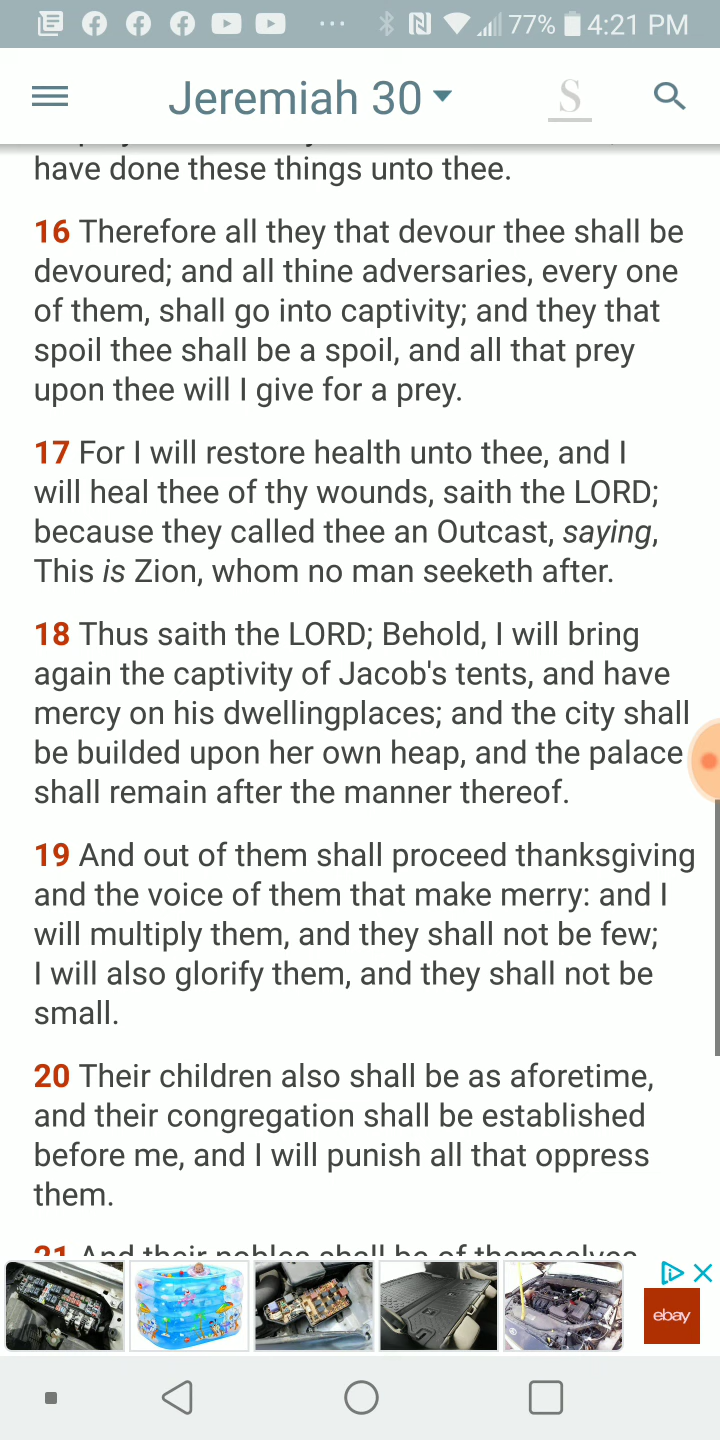 77% 4:21 PM
Jeremiah 30
S
have done these things unto thee.
16 Therefore all they that devour thee shall be
devoured; and all thine adversaries, every one
of them, shall go into captivity; and they that
spoil thee shall be a spoil, and all that prey
upon thee will I give for a prey.
17 For I will restore health unto thee, and I
will heal thee of thy wounds, saith the LORD;
because they called thee an Outcast, saying,
This is Zion, whom no man seeketh after.
18 Thus saith the LORD; Behold, I will bring
again the captivity of Jacob's tents, and have
mercy on his dwellingplaces; and the city shall
be builded upon her own heap, and the palace
shall remain after the manner thereof.
19 And out of them shall proceed thanksgiving
and the voice of them that make merry: and I
will multiply them, and they shall not be few;
I will also glorify them, and they shall not be
small.
20 Their children also shall be as aforetime,
and their congregation shall be established
before me, and I will punish all that oppress
them.
21 And their nobles shall be of themselves
ebay